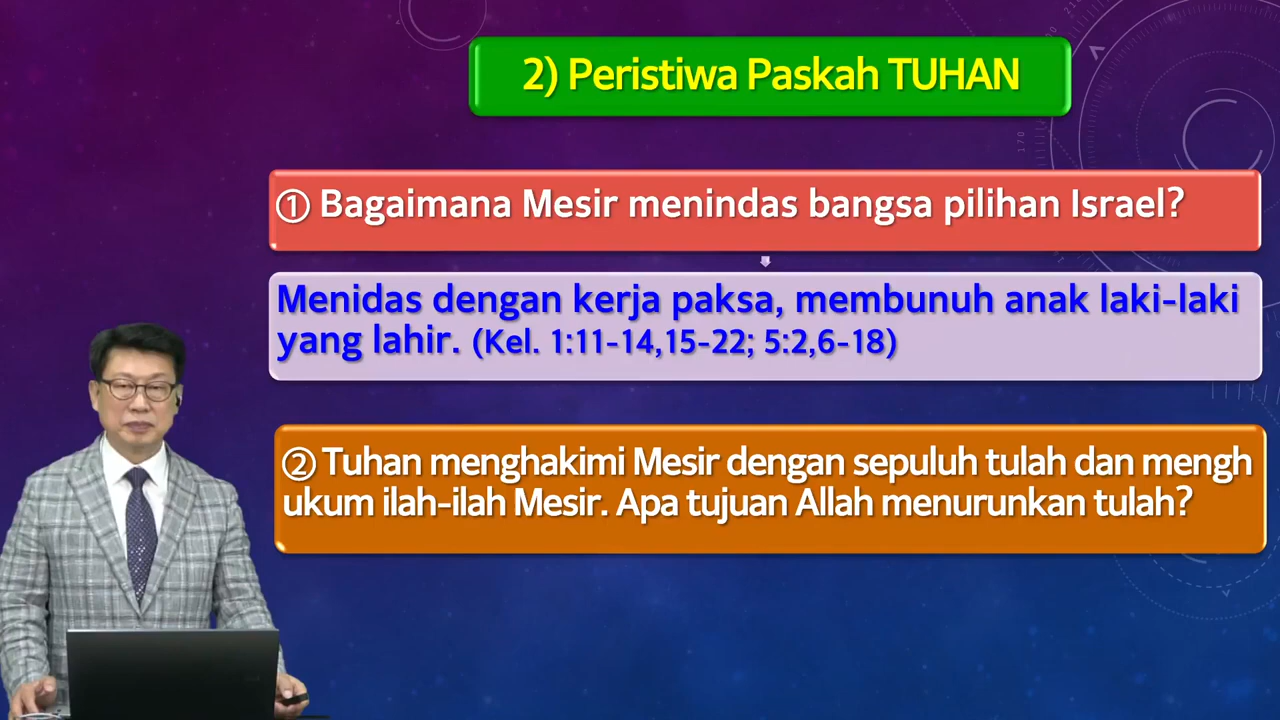 2) Peristiwa Paskah TUHAN
① Bagaimana Mesir menindas bangsa pilihan Israel?
Menidas dengan kerja paksa, membunuh anak laki-laki
yang lahir. (Kel. 1:11-14,15-22; 5:2,6-18)
② Tuhan menghakimi Mesir dengan sepuluh tulah dan mengh
ukum ilah-ilah Mesir. Apa tujuan Allah menurunkan tulah?